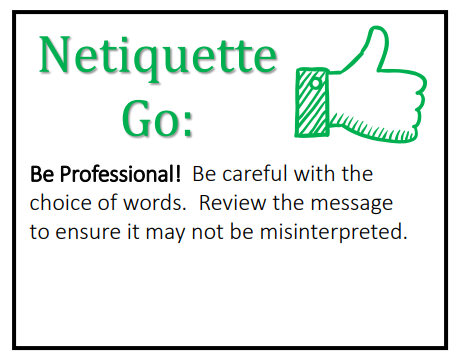 Netiquette
Go:
Be Professional!  Be careful with the
choice of words.  Review the message
to ensure it may not be misinterpreted.